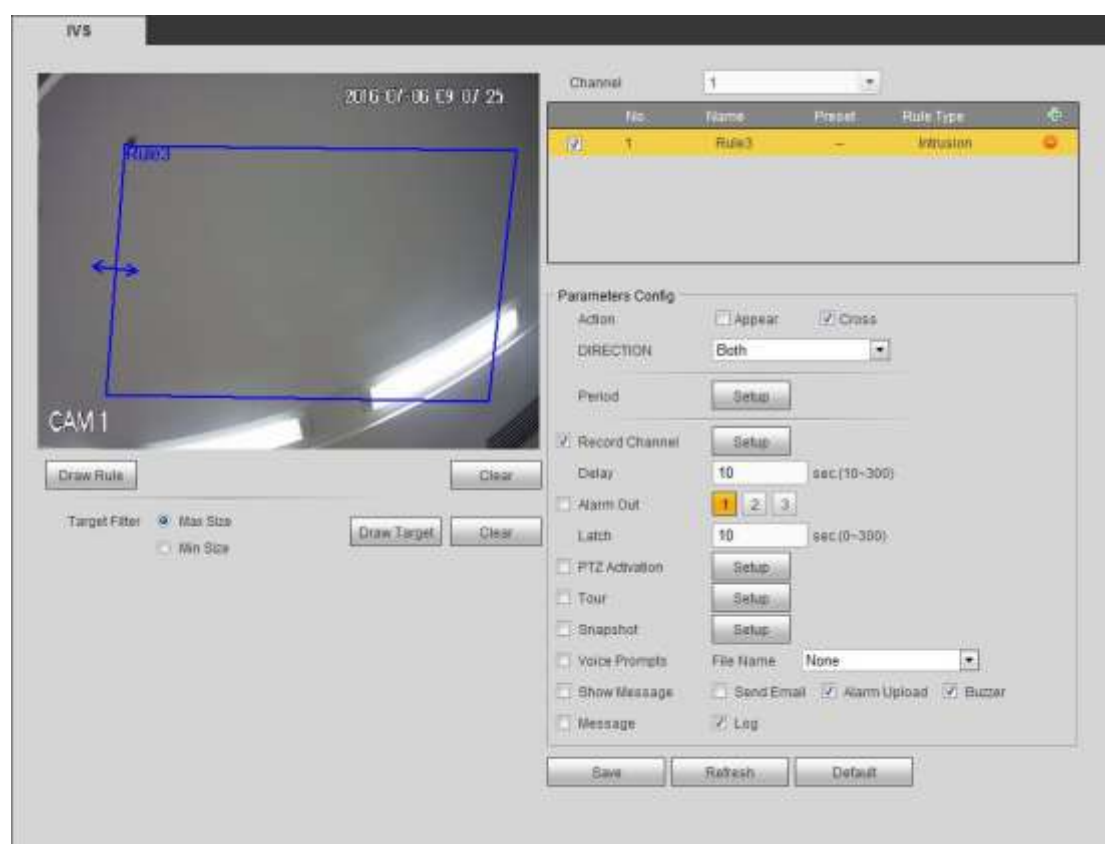 IVS
2016-07-06 09:07:25
Rule3
CAM 1
Draw Rule
Clear
Target Filter
Max Size
Min Size
Draw Target
Clear
Channel
1
No.
Name
Preset
Rule Type
1
Rule3
--
Intrusion
Parameters Config
Action
Appear
Cross
DIRECTION
Both
Period
Setup
Record Channel
Setup
Delay
10
sec.(10~300)
Alarm Out
1
2
3
Latch
10
sec.(0~300)
PTZ Activation
Setup
Tour
Setup
Snapshot
Setup
Voice Prompts
File Name
None
Show Message
Send Email
Alarm Upload
Buzzer
Message
Log
Save
Refresh
Default